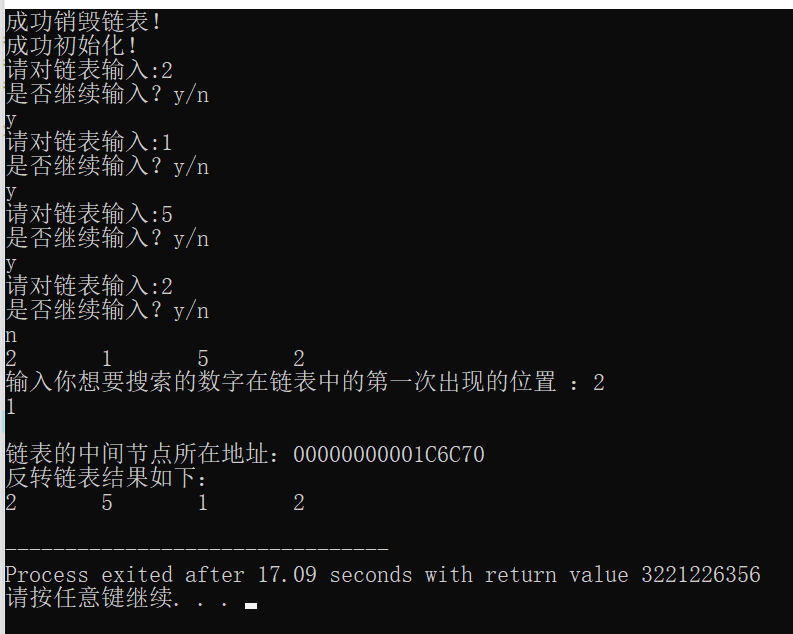 成功销毁链表!
成功初始化!
请对链表输入:2
是否继续输入? y/n
y
请对链表输入:1
是否继续输入? y/n
y
请对链表输入:5
是否继续输入? y/n
y
请对链表输入:2
是否继续输入? y/n
n
2 1 5 2
输入你想要搜索的数字在链表中的第一次出现的位置 : 2
1
链表的中间节点所在地址: 00000000001C6C70
反转链表结果如下:
2 5 1 2
--------------------------------
Process exited after 17.09 seconds with return value 3221226356
请按任意键继续. . .